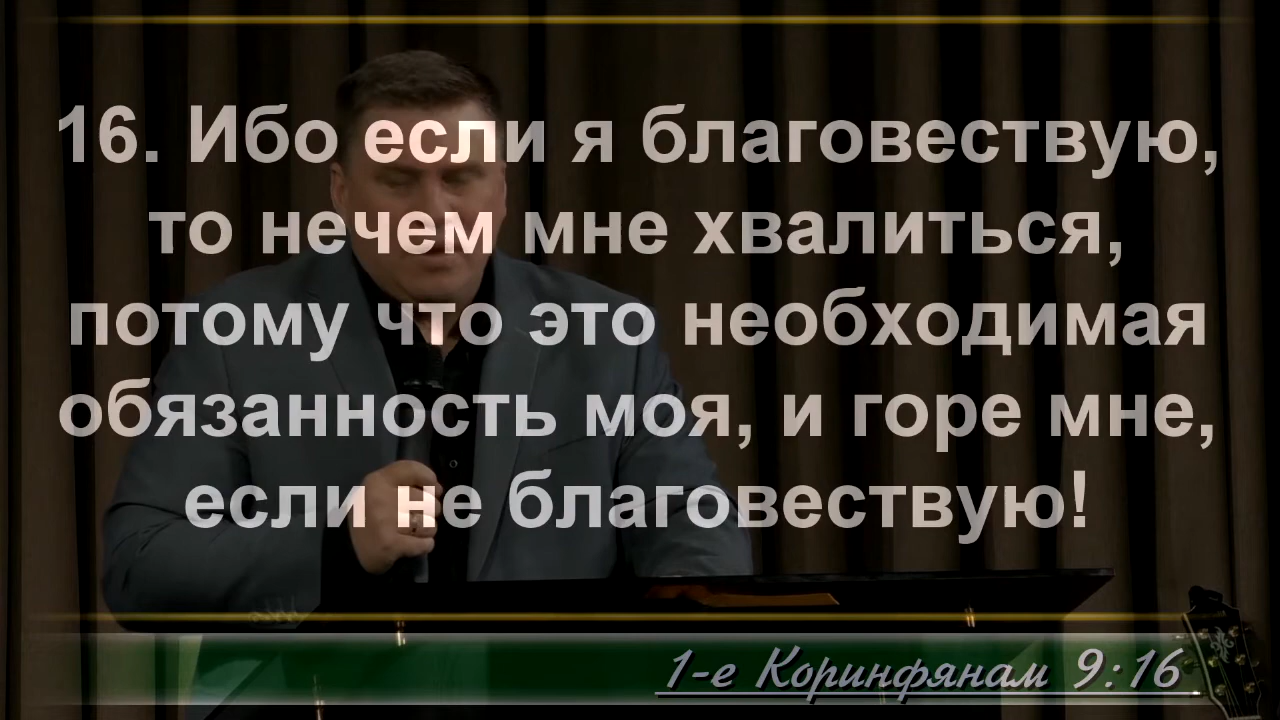 16. Ибо если я благовествую,
то нечем мне хвалиться,
потому что это необходимая
обязанность моя, и горе мне,
если не благовествую!
1-е Коринфянам 9:16